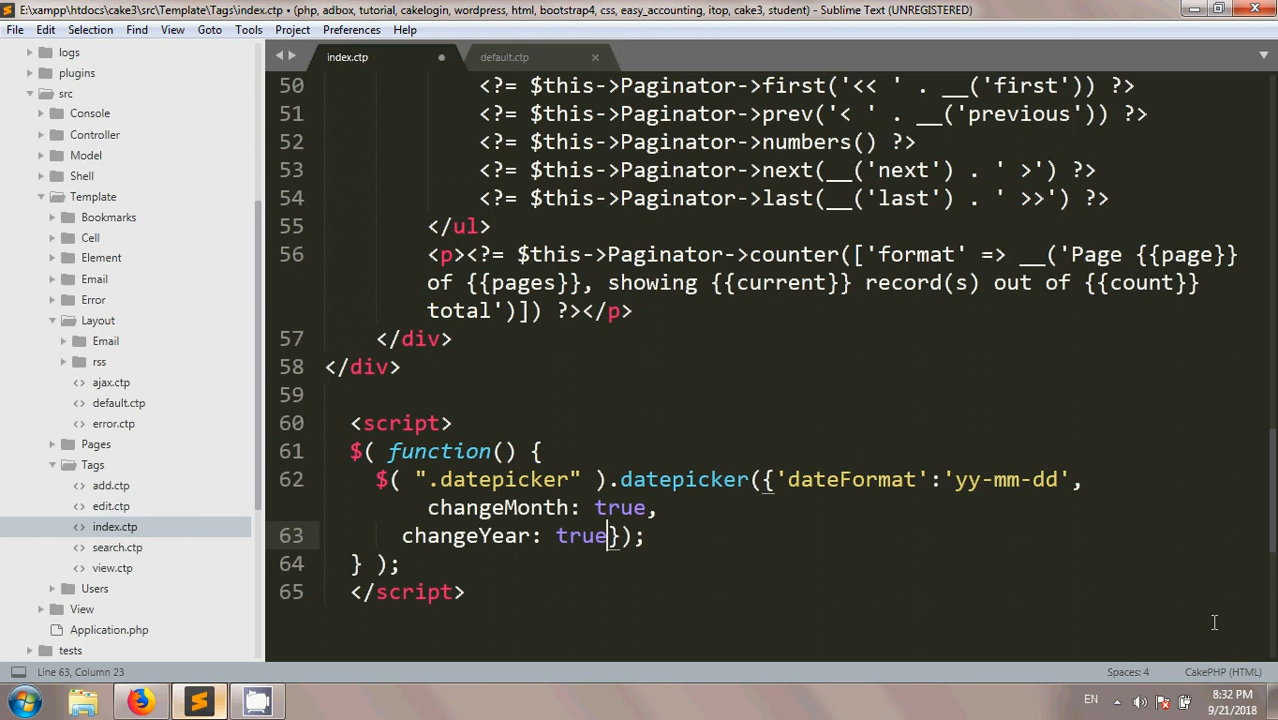 E:\xampp\htdocs\cake3\src\Template\Tags\index.ctp • (php, adbox, tutorial, cakelogin, wordpress, html, bootstrap4, css, easy_accounting, itop, cake3, student) - Sublime Text (UNREGISTERED)
File Edit Selection Find View Goto Tools Project Preferences Help
index.ctp default.ctp
logs
plugins
src
Console
Controller
Model
Shell
Template
Bookmarks
Cell
Element
Email
Error
Layout
Email
rss
ajax.ctp
default.ctp
error.ctp
Pages
Tags
add.ctp
edit.ctp
index.ctp
search.ctp
view.ctp
Users
View
Application.php
tests
50 <?= $this->Paginator->first('<< ' . __('first')) ?>
51 <?= $this->Paginator->prev('< ' . __('previous')) ?>
52 <?= $this->Paginator->numbers() ?>
53 <?= $this->Paginator->next(__('next') . ' >') ?>
54 <?= $this->Paginator->last(__('last') . ' >>') ?>
55 </ul>
56 <p><?= $this->Paginator->counter(['format' => __('Page {{page}}
of {{pages}}, showing {{current}} record(s) out of {{count}}
total')]) ?></p>
57 </div>
58 </div>
59
60 <script>
61 $( function() {
62 $( ".datepicker" ).datepicker({'dateFormat':'yy-mm-dd',
changeMonth: true,
63 changeYear: true});
64 } );
65 </script>
Line 63, Column 23 Spaces: 4 CakePHP (HTML)
EN 8:32 PM
9/21/2018